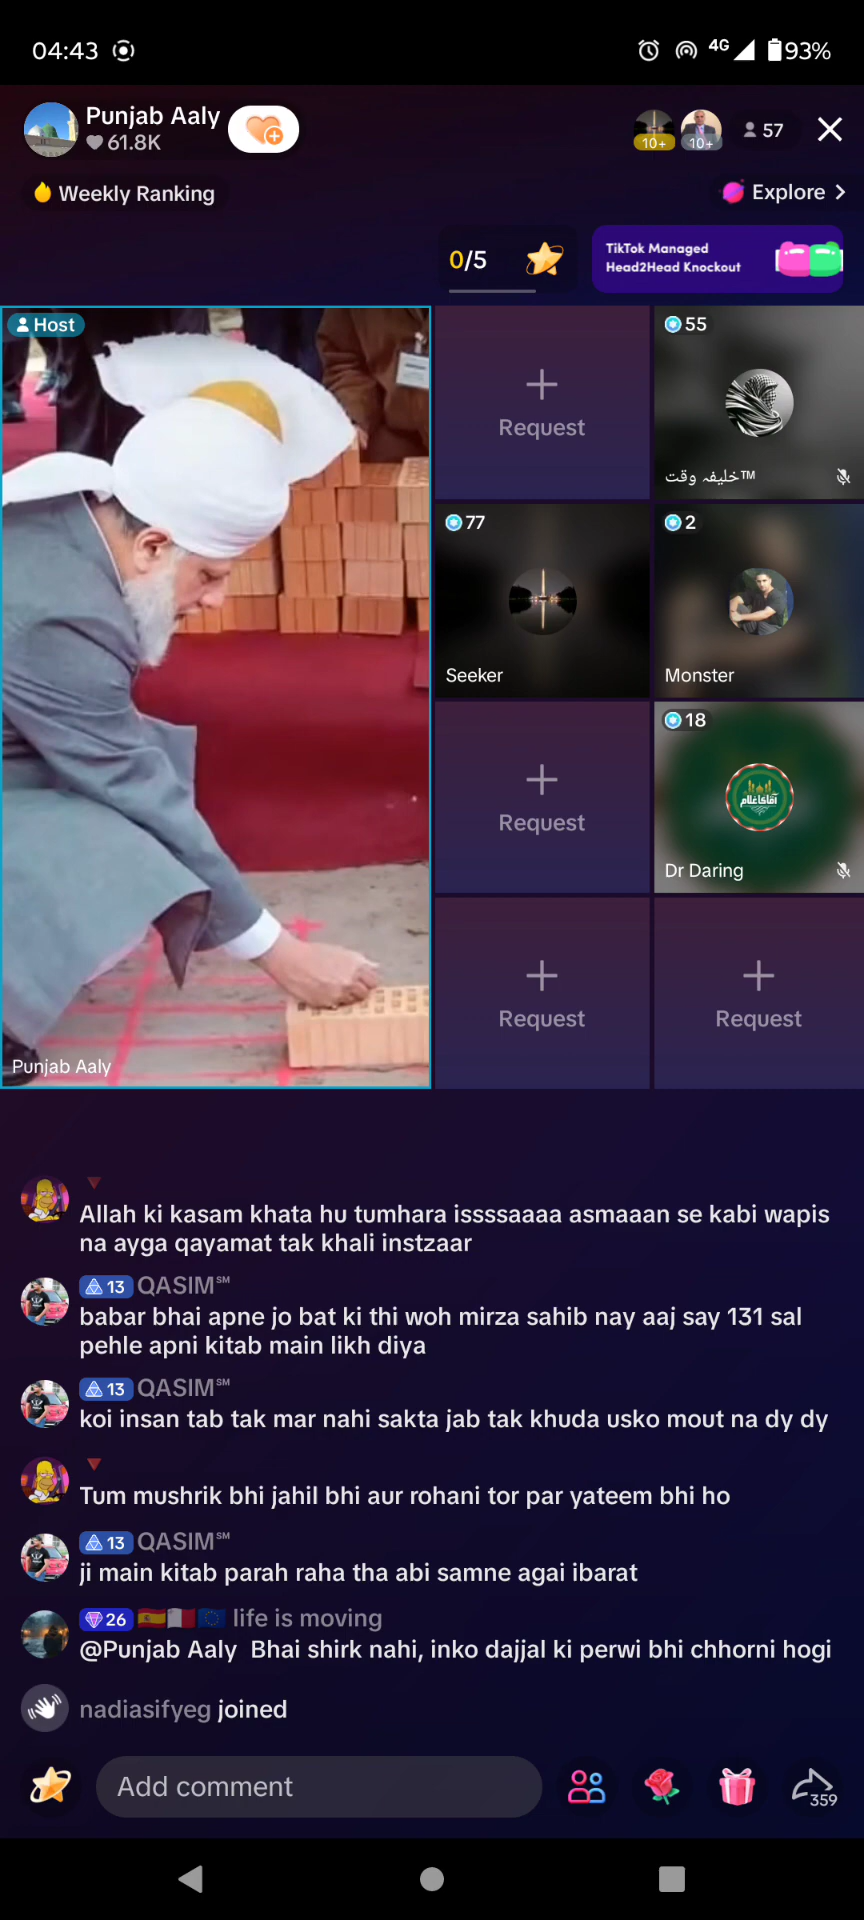 04:43
4G
93%
Punjab Aaly
61.8K
10+
10+
57
Weekly Ranking
Explore
0/5
TikTok Managed
Head2Head Knockout
Host
Request
55
خلیفہ وقت™
77
2
Seeker
Monster
Request
18
آقا کا غلام
Dr Daring
Request
Request
Punjab Aaly
Allah ki kasam khata hu tumhara issssaaaa asmaaan se kabi wapis
na ayga qayamat tak khali instzaar
13 QASIM℠
babar bhai apne jo bat ki thi woh mirza sahib nay aaj say 131 sal
pehle apni kitab main likh diya
13 QASIM℠
koi insan tab tak mar nahi sakta jab tak khuda usko mout na dy dy
Tum mushrik bhi jahil bhi aur rohani tor par yateem bhi ho
13 QASIM℠
ji main kitab parah raha tha abi samne agai ibarat
26 🇪🇸🇲🇹🇪🇺 life is moving
@Punjab Aaly Bhai shirk nahi, inko dajjal ki perwi bhi chhorni hogi
nadiasifyeg joined
Add comment
359